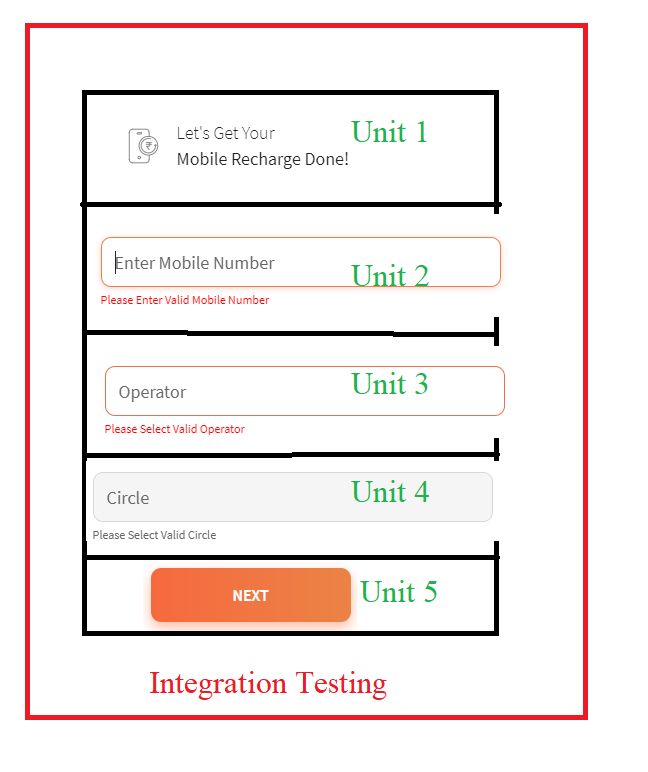 Let's Get Your
Mobile Recharge Done!
Unit 1
₹
Enter Mobile Number
Unit 2
Please Enter Valid Mobile Number
Operator
Unit 3
Please Select Valid Operator
Circle
Unit 4
Please Select Valid Circle
NEXT
Unit 5
Integration Testing